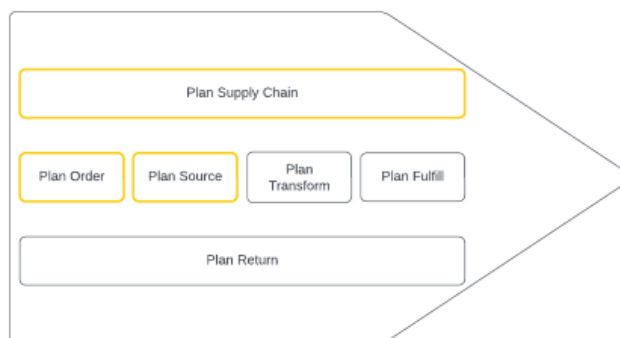 Plan Supply Chain
Plan Order
Plan Source
Plan
Transform
Plan Fulfill
Plan Return